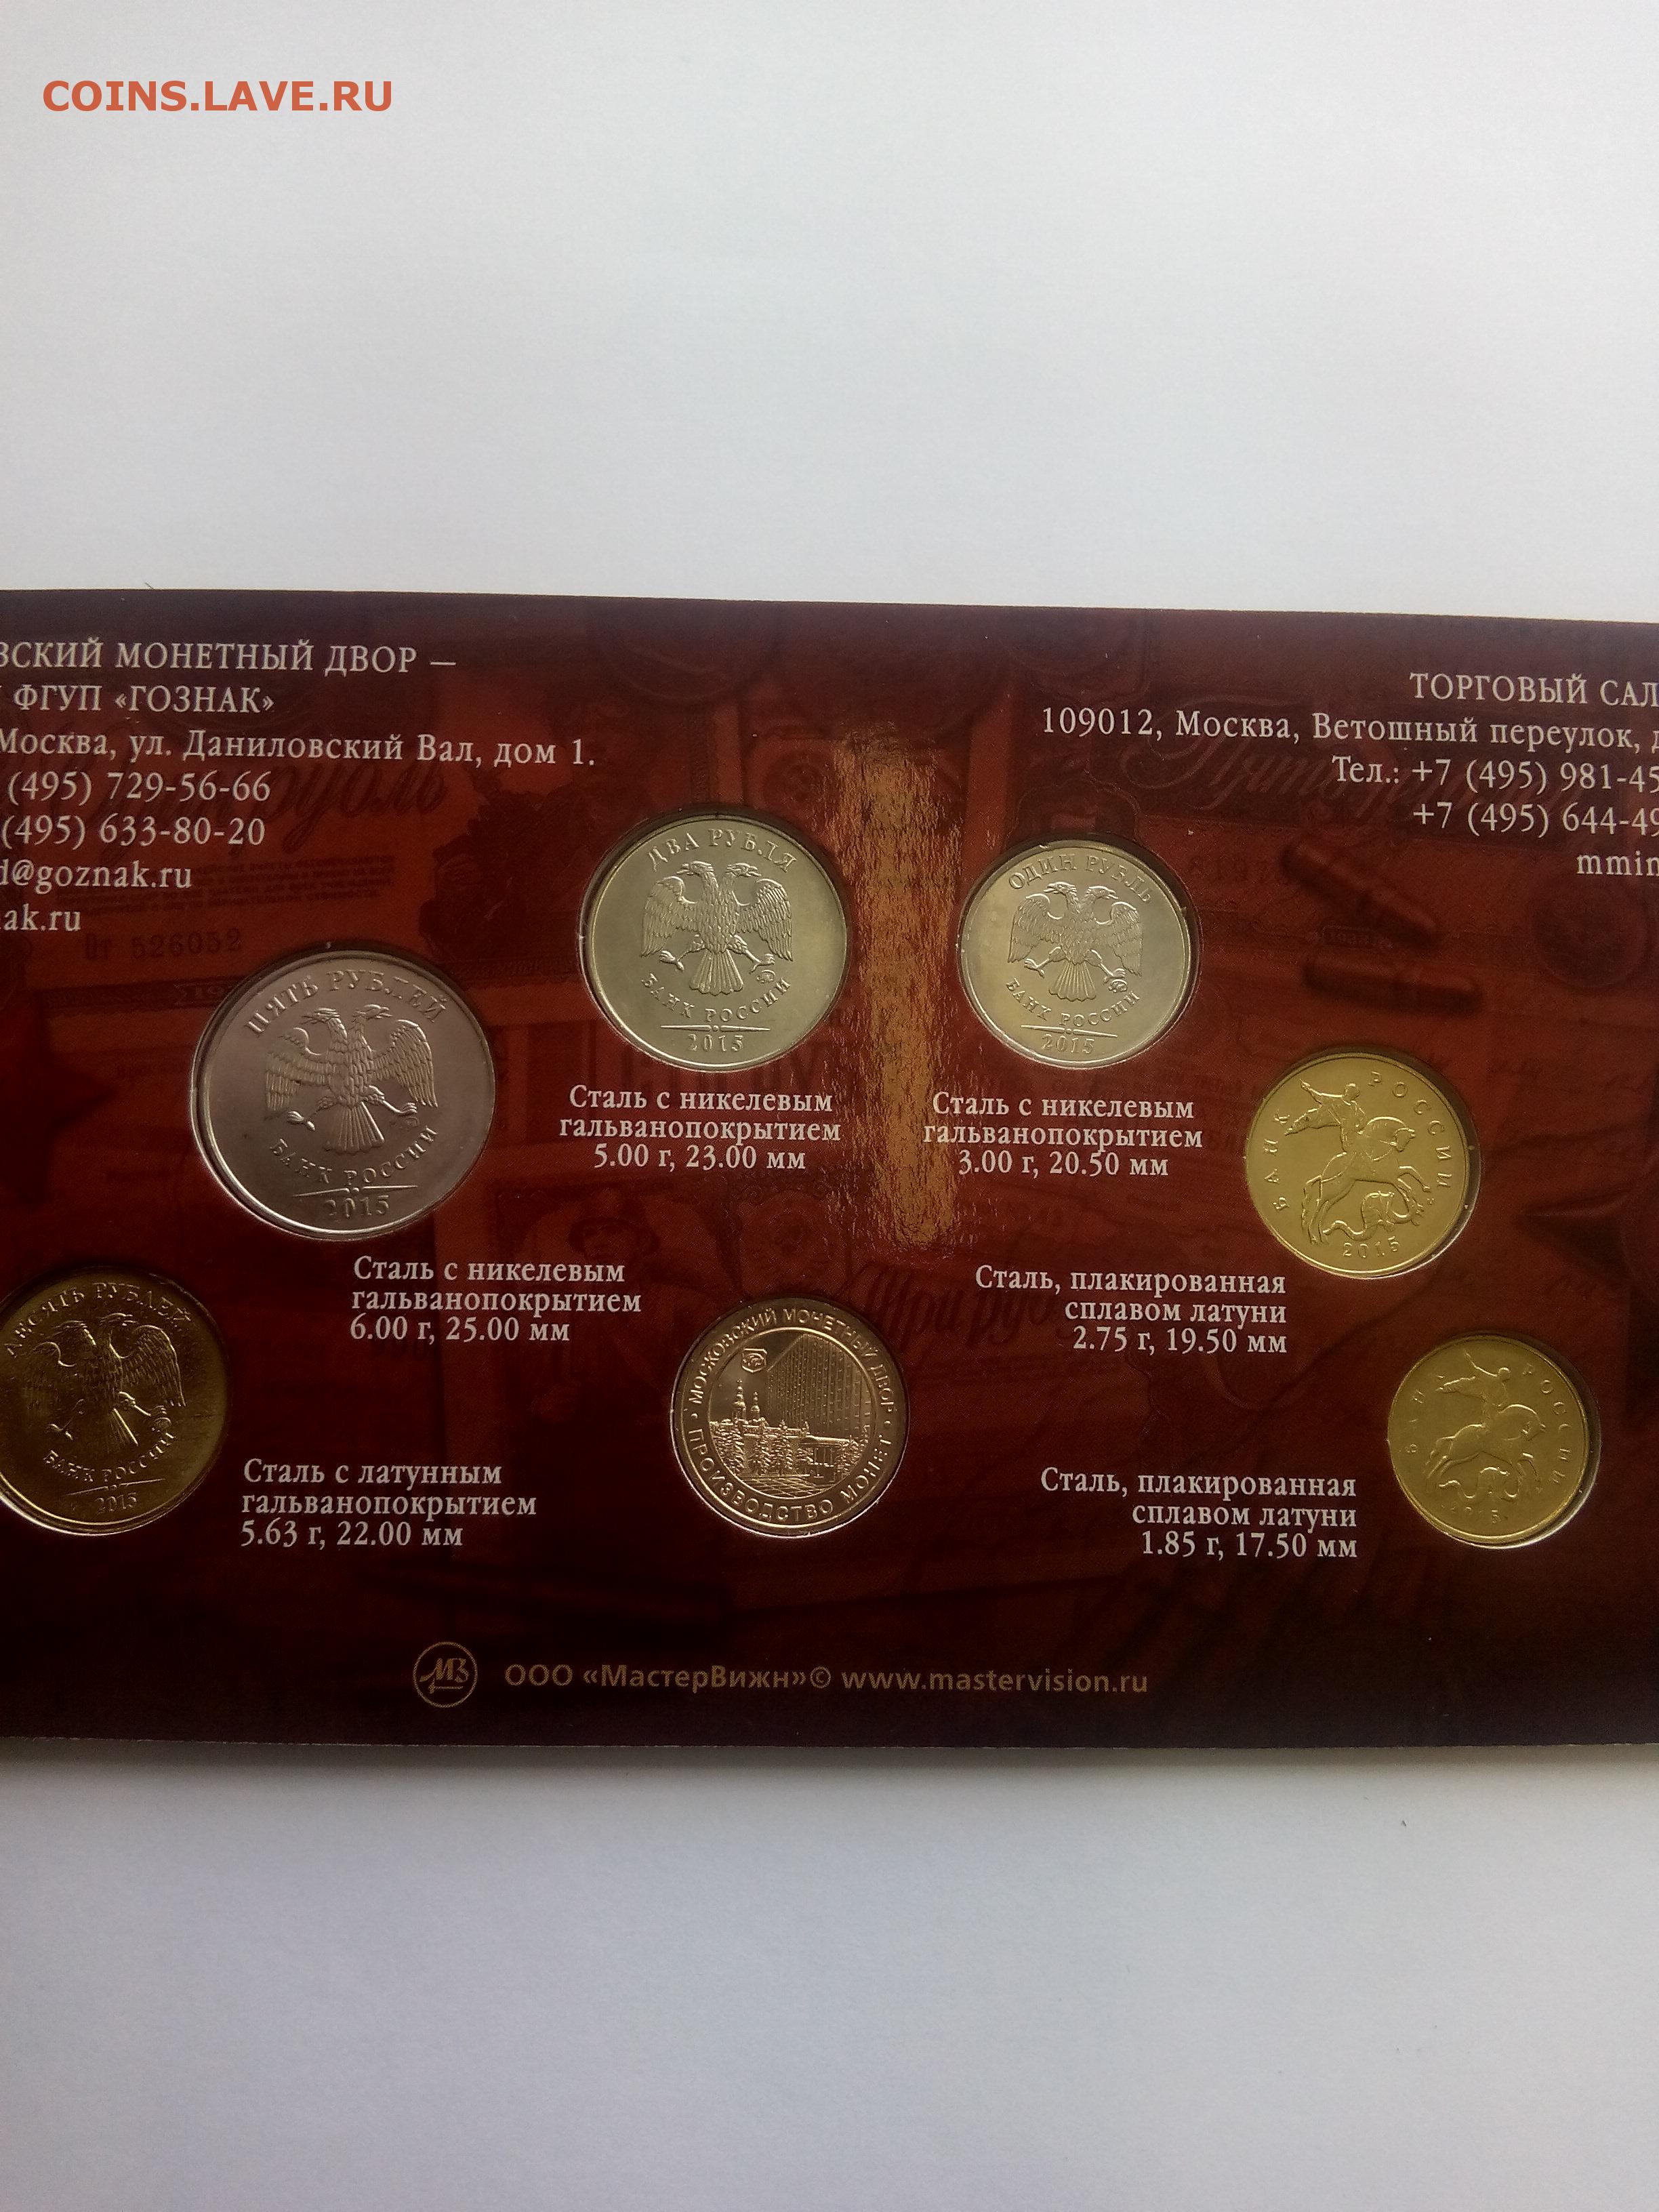 COINS.LAVE.RU
ВСКИЙ МОНЕТНЫЙ ДВОР –
ФГУП «ГОЗНАК»
Москва, ул. Даниловский Вал, дом 1.
(495) 729-56-66
(495) 633-80-20
d@goznak.ru
ak.ru
ТОРГОВЫЙ САЛ
109012, Москва, Ветошный переулок, д
Тел.: +7 (495) 981-45
+7 (495) 644-49
mmin
От 526052
ДВА РУБЛЯ
БАНК РОССИИ
2015
Сталь с никелевым
гальванопокрытием
5.00 г, 23.00 мм
ОДИН РУБЛЬ
БАНК РОССИИ
2015
Сталь с никелевым
гальванопокрытием
3.00 г, 20.50 мм
ПЯТЬ РУБЛЕЙ
БАНК РОССИИ
2015
Сталь с никелевым
гальванопокрытием
6.00 г, 25.00 мм
БАНК РОССИИ
2015
Сталь, плакированная
сплавом латуни
2.75 г, 19.50 мм
ДЕСЯТЬ РУБЛЕЙ
БАНК РОССИИ
2015
Сталь с латунным
гальванопокрытием
5.63 г, 22.00 мм
МОСКОВСКИЙ МОНЕТНЫЙ ДВОР
ПРОИЗВОДСТВО МОНЕТ
БАНК РОССИИ
2015
Сталь, плакированная
сплавом латуни
1.85 г, 17.50 мм
МВ ООО «МастерВижн»© www.mastervision.ru